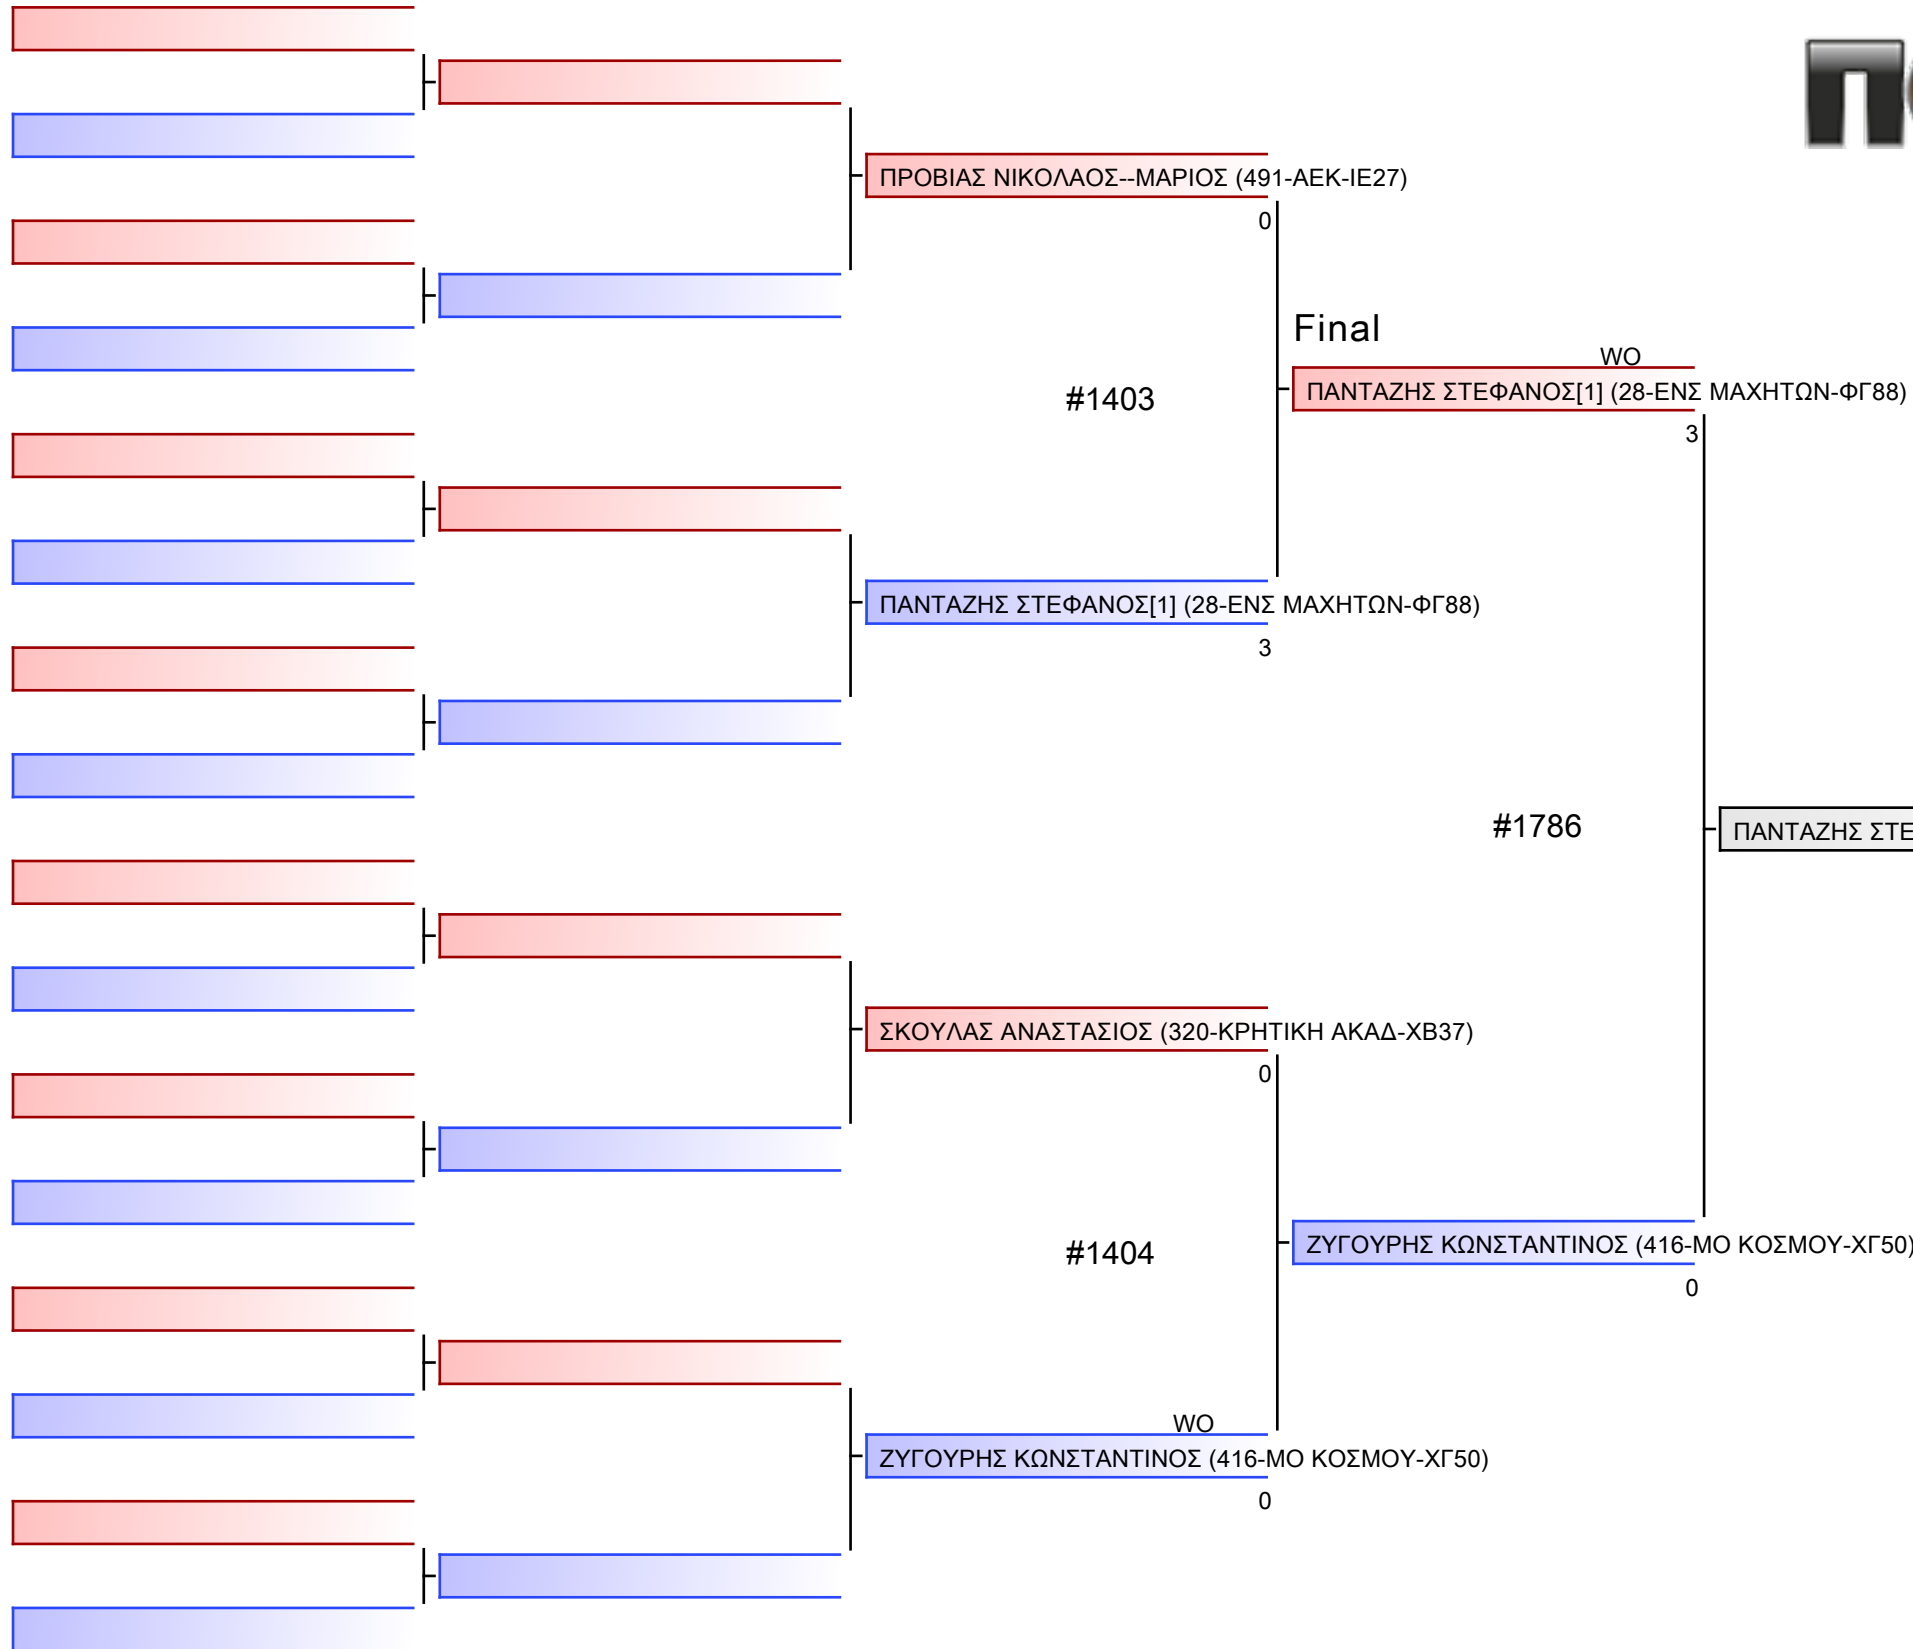 ΠΡΟΒΙΑΣ ΝΙΚΟΛΑΟΣ--ΜΑΡΙΟΣ (491-ΑΕΚ-ΙΕ27)
0
Final
WO
#1403
ΠΑΝΤΑΖΗΣ ΣΤΕΦΑΝΟΣ[1] (28-ΕΝΣ ΜΑΧΗΤΩΝ-ΦΓ88)
3
ΠΑΝΤΑΖΗΣ ΣΤΕΦΑΝΟΣ[1] (28-ΕΝΣ ΜΑΧΗΤΩΝ-ΦΓ88)
3
#1786
ΠΑΝΤΑΖΗΣ ΣΤΕ
ΣΚΟΥΛΑΣ ΑΝΑΣΤΑΣΙΟΣ (320-ΚΡΗΤΙΚΗ ΑΚΑΔ-ΧΒ37)
0
#1404
ΖΥΓΟΥΡΗΣ ΚΩΝΣΤΑΝΤΙΝΟΣ (416-ΜΟ ΚΟΣΜΟΥ-ΧΓ50)
0
WO
ΖΥΓΟΥΡΗΣ ΚΩΝΣΤΑΝΤΙΝΟΣ (416-ΜΟ ΚΟΣΜΟΥ-ΧΓ50)
0